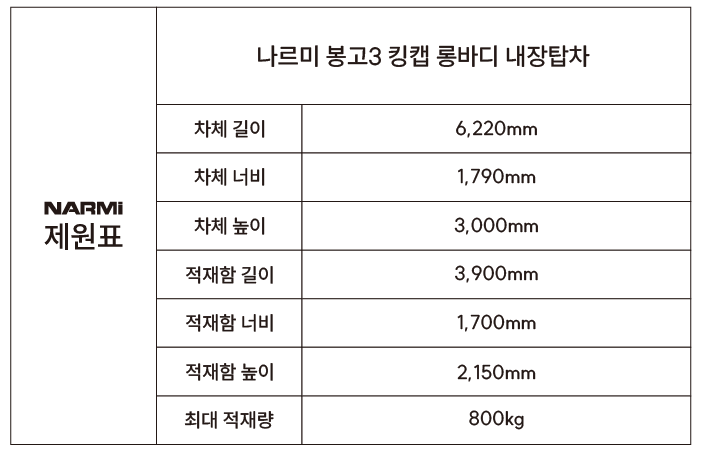 나르미 봉고3 킹캡 롱바디 내장탑차
NARMi
제원표
차체 길이 6,220mm
차체 너비 1,790mm
차체 높이 3,000mm
적재함 길이 3,900mm
적재함 너비 1,700mm
적재함 높이 2,150mm
최대 적재량 800kg